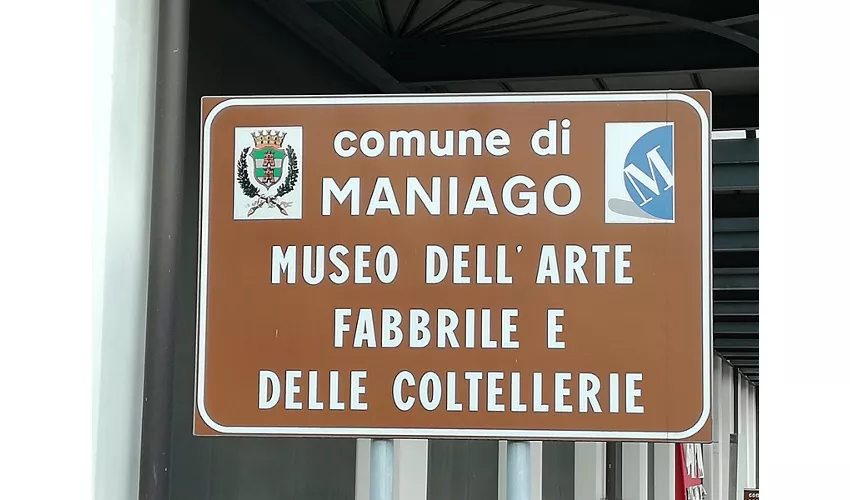 comune di
MANIAGO
M
MUSEO DELL'ARTE
FABBRILE E
DELLE COLTELLERIE